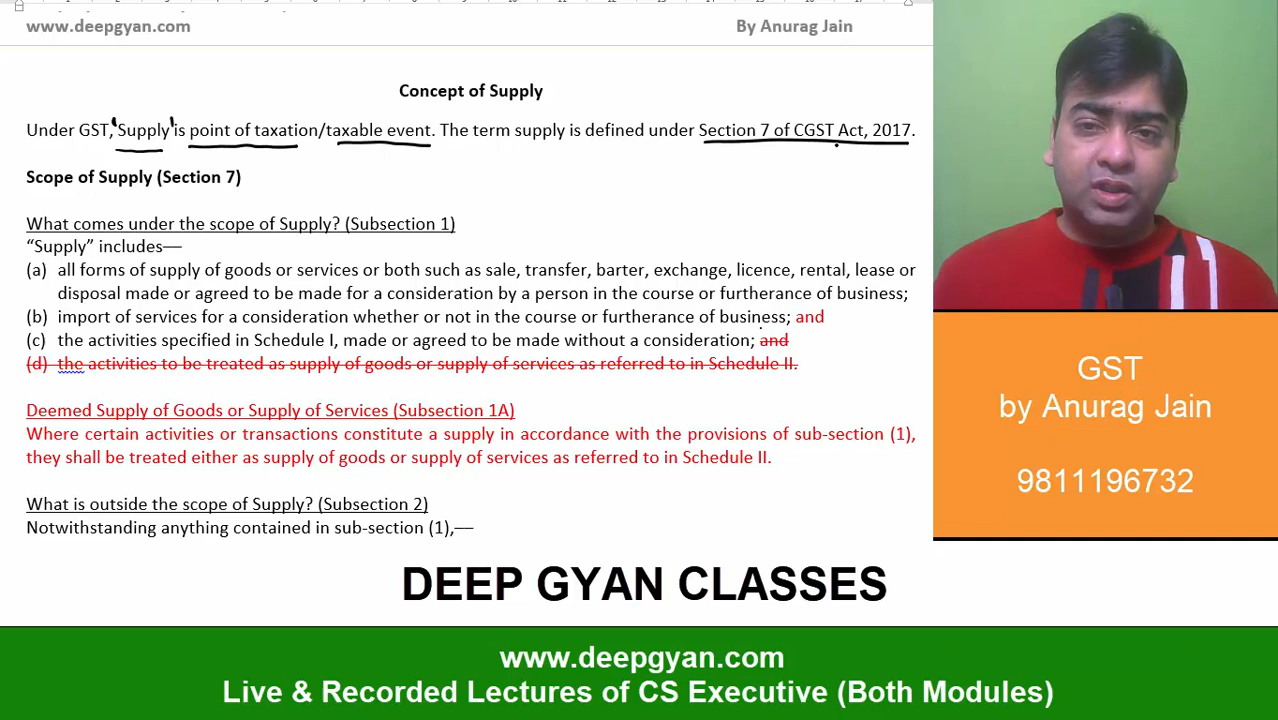 www.deepgyan.com By Anurag Jain
Concept of Supply
Under GST, 'Supply' is point of taxation/taxable event. The term supply is defined under Section 7 of CGST Act, 2017.
Scope of Supply (Section 7)
What comes under the scope of Supply? (Subsection 1)
“Supply” includes—
(a) all forms of supply of goods or services or both such as sale, transfer, barter, exchange, licence, rental, lease or
disposal made or agreed to be made for a consideration by a person in the course or furtherance of business;
(b) import of services for a consideration whether or not in the course or furtherance of business; and
(c) the activities specified in Schedule I, made or agreed to be made without a consideration; and
(d) the activities to be treated as supply of goods or supply of services as referred to in Schedule II.
Deemed Supply of Goods or Supply of Services (Subsection 1A)
Where certain activities or transactions constitute a supply in accordance with the provisions of sub-section (1),
they shall be treated either as supply of goods or supply of services as referred to in Schedule II.
What is outside the scope of Supply? (Subsection 2)
Notwithstanding anything contained in sub-section (1),—
GST
by Anurag Jain
9811196732
DEEP GYAN CLASSES
www.deepgyan.com
Live & Recorded Lectures of CS Executive (Both Modules)